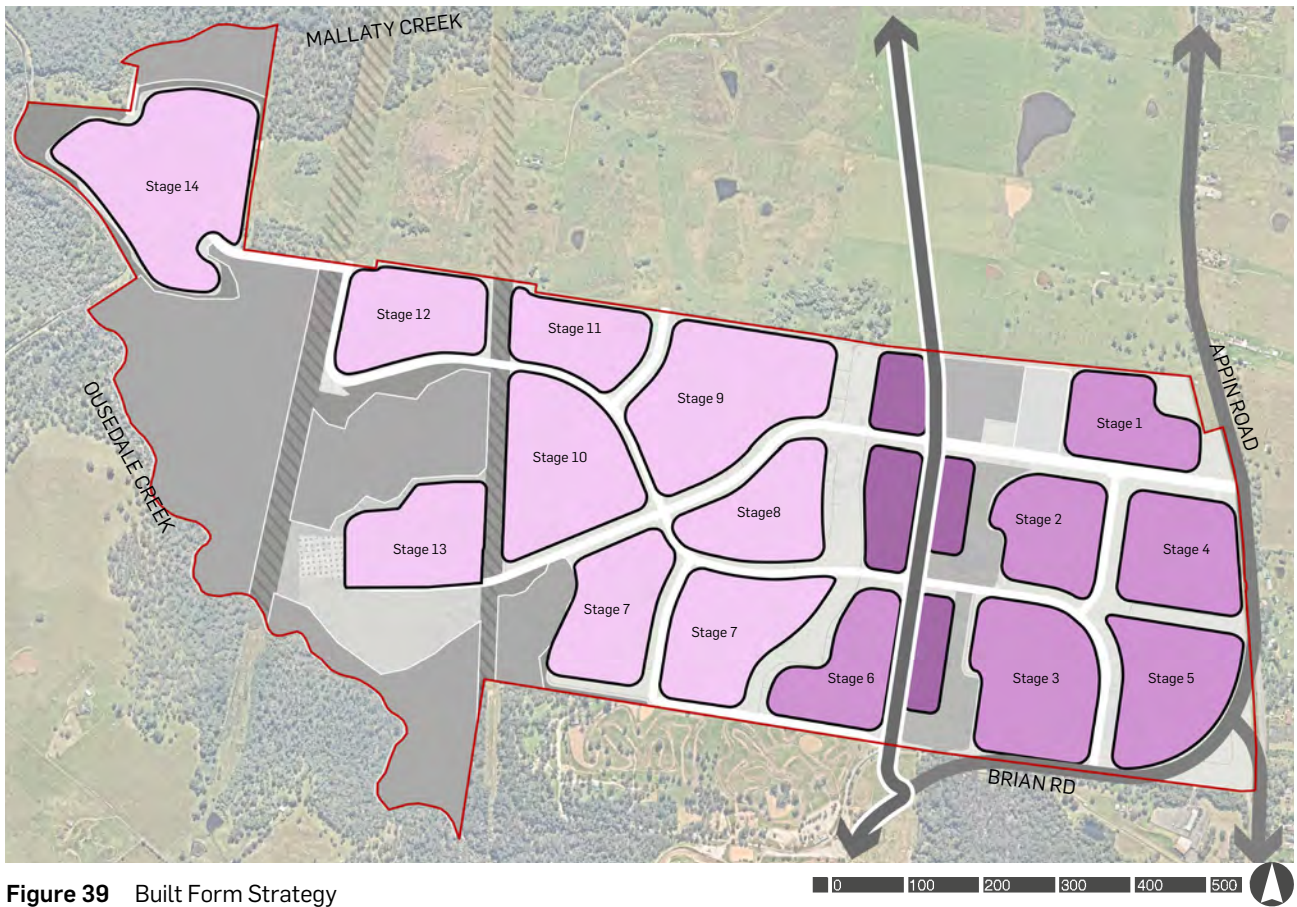 MALLATY CREEK
Stage 14
Stage 12
Stage 11
Stage 9
Stage 1
APPIN ROAD
OUSEDALE CREEK
Stage 10
Stage8
Stage 2
Stage 4
Stage 13
Stage 7
Stage 7
Stage 6
Stage 3
Stage 5
BRIAN RD
Figure 39 Built Form Strategy
0 100 200 300 400 500